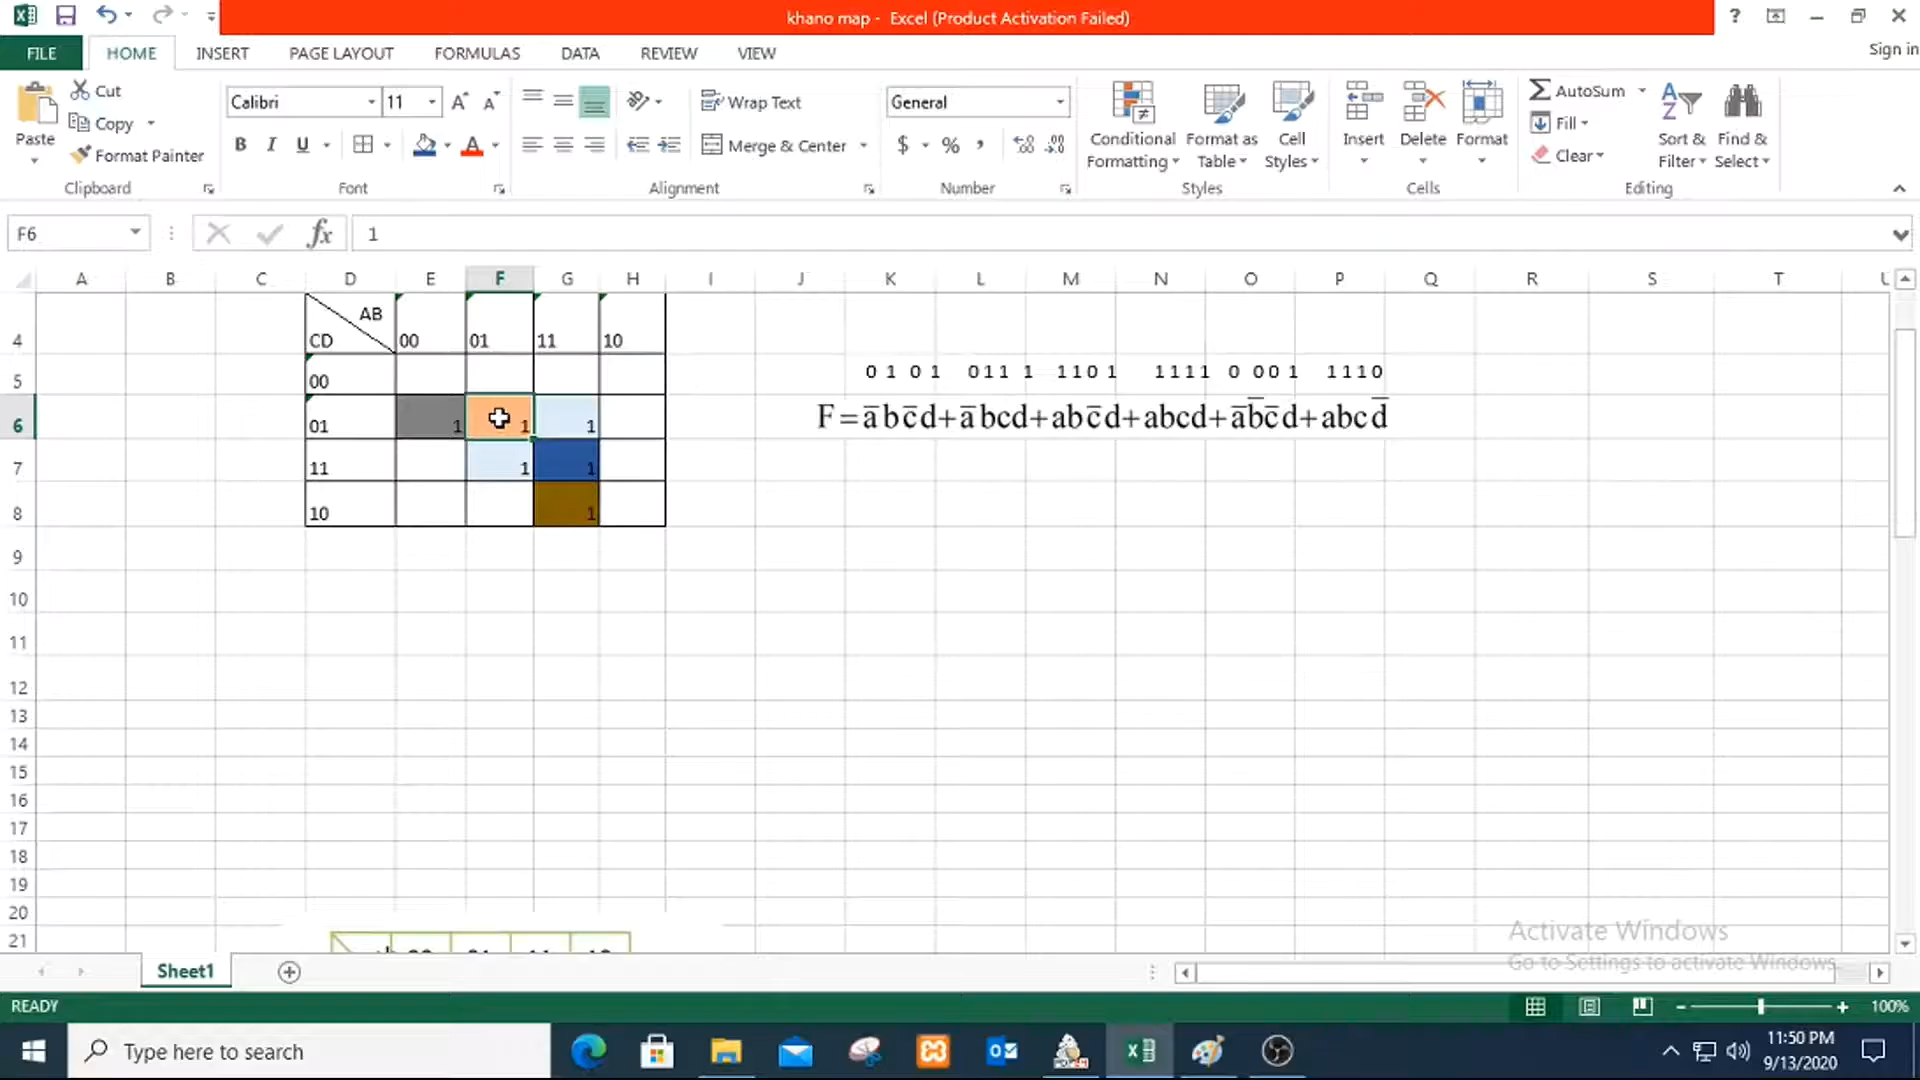 khano map - Excel (Product Activation Failed)
FILE HOME INSERT PAGE LAYOUT FORMULAS DATA REVIEW VIEW Sign in
Paste Cut Copy Format Painter Clipboard
Calibri 11 B I U Font
Wrap Text Merge & Center Alignment
General $ % , Number
Conditional Formatting Format as Table Cell Styles Styles
Insert Delete Format Cells
AutoSum Fill Clear Sort & Filter Find & Select Editing
F6 fx 1
A B C D E F G H I J K L M N O P Q R S T U
4 AB CD 00 01 11 10
5 00 0 1 0 1 0 1 1 1 1 1 0 1 1 1 1 1 0 0 0 1 1 1 1 0
6 01 1 1 1 F=a̅bc̅d+a̅bcd+abc̅d+abcd+a̅b̅c̅d+abcd̅
7 11 1 1
8 10 1
9
10
11
12
13
14
15
16
17
18
19
20
21
Activate Windows
Go to Settings to activate Windows.
Sheet1
READY 100%
Type here to search 11:50 PM
9/13/2020